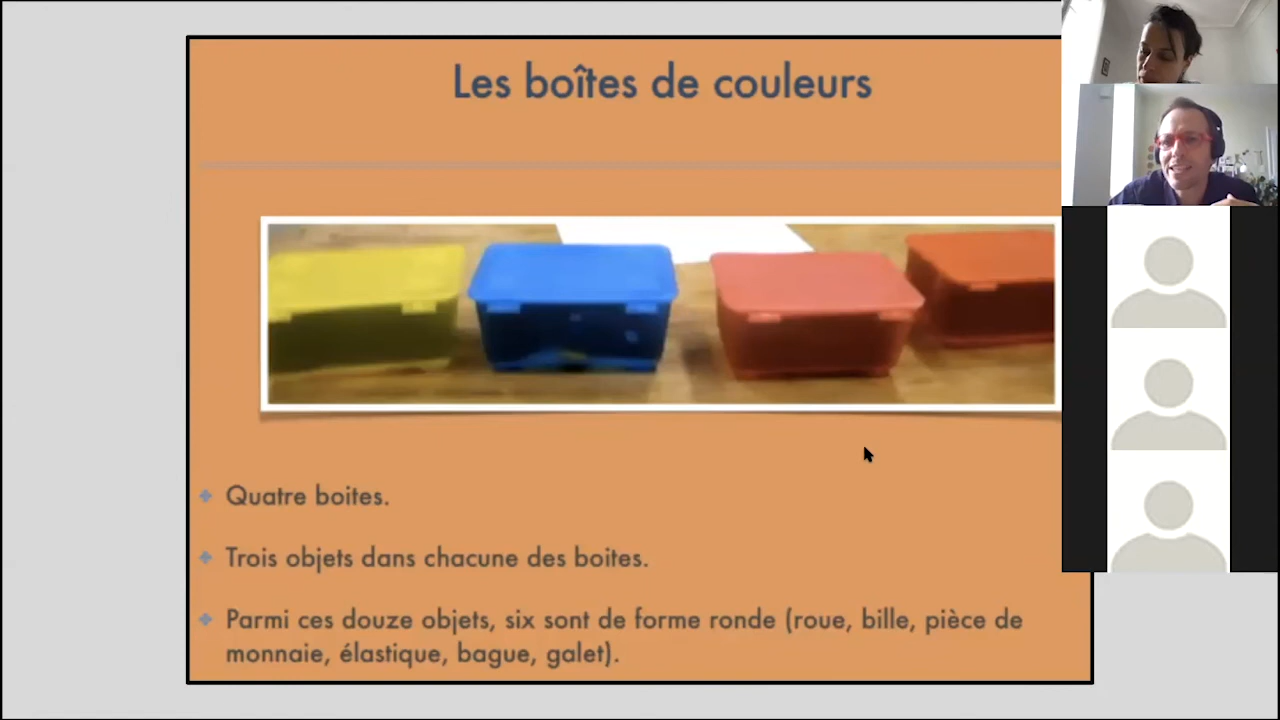 Les boîtes de couleurs
Quatre boites.
Trois objets dans chacune des boites.
Parmi ces douze objets, six sont de forme ronde (roue, bille, pièce de
monnaie, élastique, bague, galet).